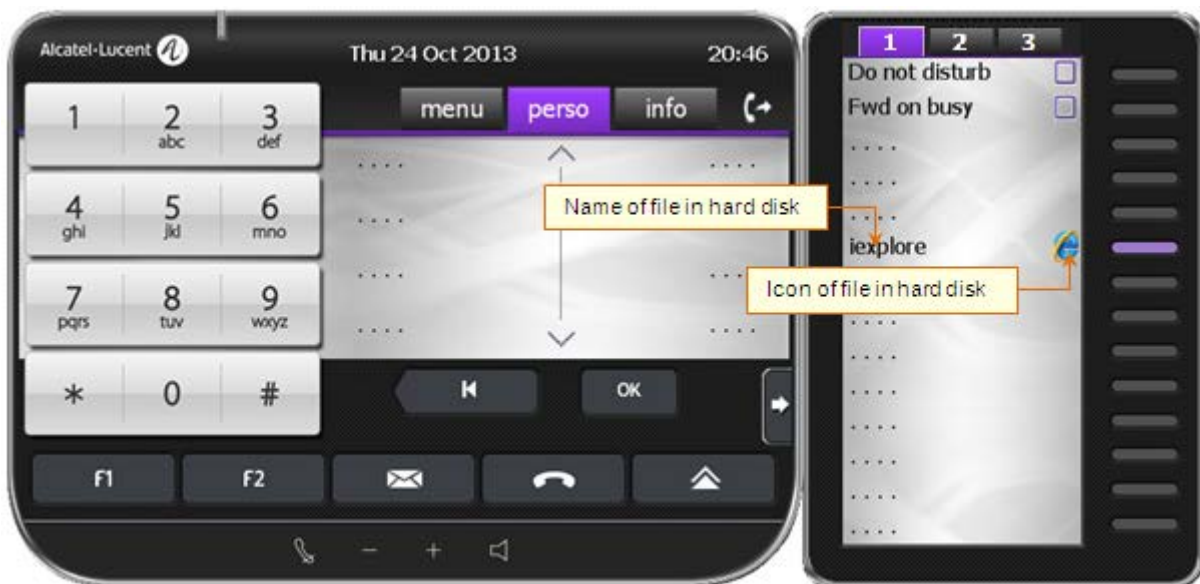 Alcatel-Lucent
Thu 24 Oct 2013
20:46
menu
perso
info
1
2
abc
3
def
4
ghi
5
jkl
6
mno
7
pqrs
8
tuv
9
wxyz
*
0
#
. . . .
. . . .
. . . .
. . . .
. . . .
. . . .
. . . .
OK
F1
F2
−
+
1
2
3
Do not disturb
Fwd on busy
. . . .
. . . .
. . . .
Name of file in hard disk
iexplore
Icon of file in hard disk
. . . .
. . . .
. . . .
. . . .
. . . .
. . . .
. . . .